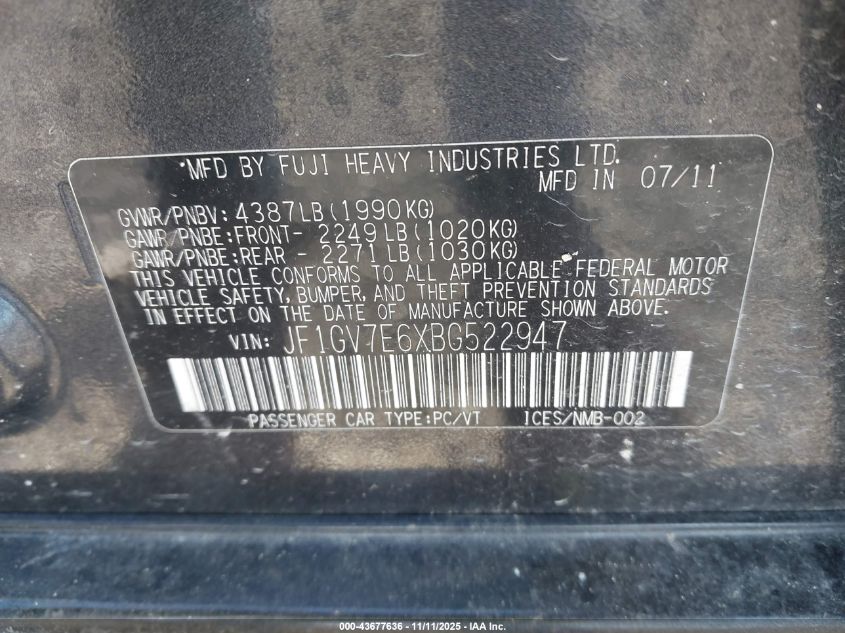 MFD BY FUJI HEAVY INDUSTRIES LTD.
MFD IN 07/11
GVWR/PNBV: 4387LB(1990KG)
GAWR/PNBE:FRONT- 2249LB(1020KG)
GAWR/PNBE:REAR - 2271LB(1030KG)
THIS VEHICLE CONFORMS TO ALL APPLICABLE FEDERAL MOTOR
VEHICLE SAFETY, BUMPER, AND THEFT PREVENTION STANDARDS
IN EFFECT ON THE DATE OF MANUFACTURE SHOWN ABOVE.
VIN: JF1GV7E6XBG522947
PASSENGER CAR TYPE:PC/VT ICES/NMB-002
000-43677636 - 11/11/2025 - IAA Inc.